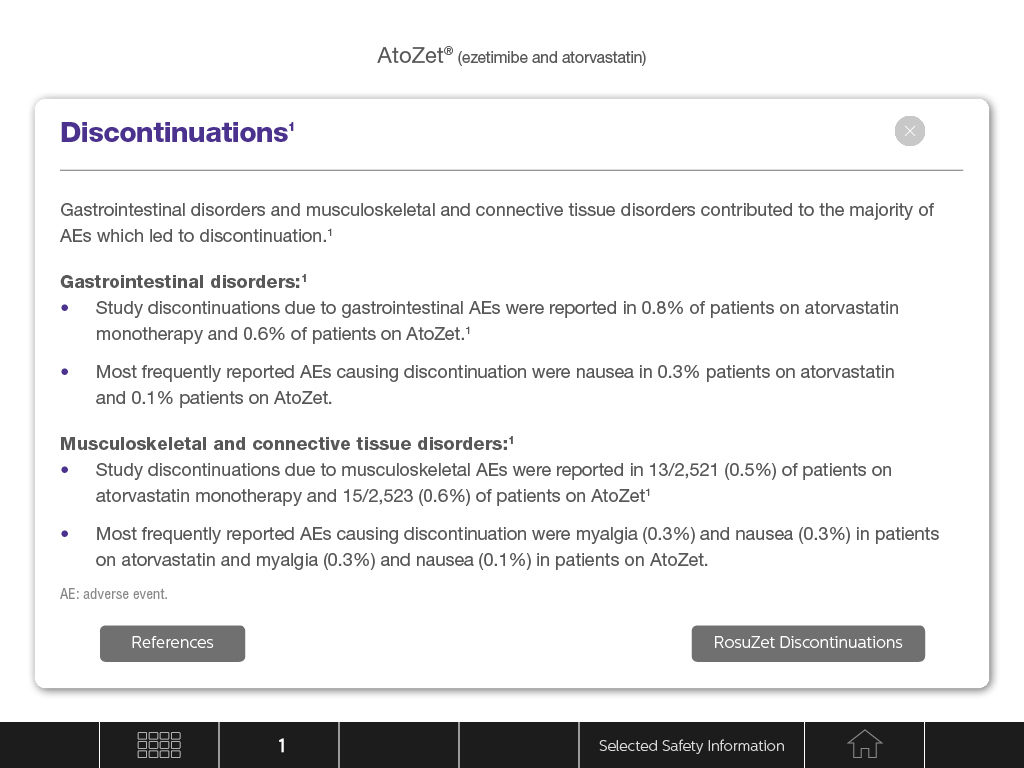 AtoZet® (ezetimibe and atorvastatin)
Discontinuations¹
Gastrointestinal disorders and musculoskeletal and connective tissue disorders contributed to the majority of
AEs which led to discontinuation.¹
Gastrointestinal disorders:¹
• Study discontinuations due to gastrointestinal AEs were reported in 0.8% of patients on atorvastatin
monotherapy and 0.6% of patients on AtoZet.¹
• Most frequently reported AEs causing discontinuation were nausea in 0.3% patients on atorvastatin
and 0.1% patients on AtoZet.
Musculoskeletal and connective tissue disorders:¹
• Study discontinuations due to musculoskeletal AEs were reported in 13/2,521 (0.5%) of patients on
atorvastatin monotherapy and 15/2,523 (0.6%) of patients on AtoZet¹
• Most frequently reported AEs causing discontinuation were myalgia (0.3%) and nausea (0.3%) in patients
on atorvastatin and myalgia (0.3%) and nausea (0.1%) in patients on AtoZet.
AE: adverse event.
References
RosuZet Discontinuations
1
Selected Safety Information